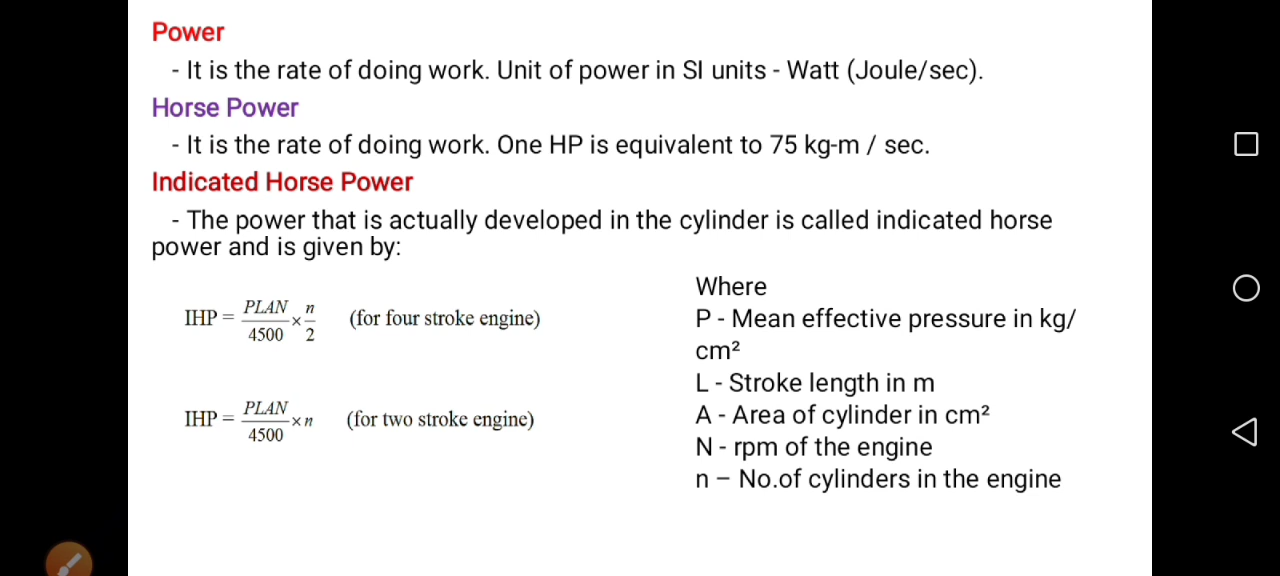 Power
- It is the rate of doing work. Unit of power in SI units - Watt (Joule/sec).
Horse Power
- It is the rate of doing work. One HP is equivalent to 75 kg-m / sec.
Indicated Horse Power
- The power that is actually developed in the cylinder is called indicated horse
power and is given by:
IHP = PLAN/4500 × n/2 (for four stroke engine)
IHP = PLAN/4500 × n (for two stroke engine)
Where
P - Mean effective pressure in kg/
cm²
L - Stroke length in m
A - Area of cylinder in cm²
N - rpm of the engine
n – No.of cylinders in the engine